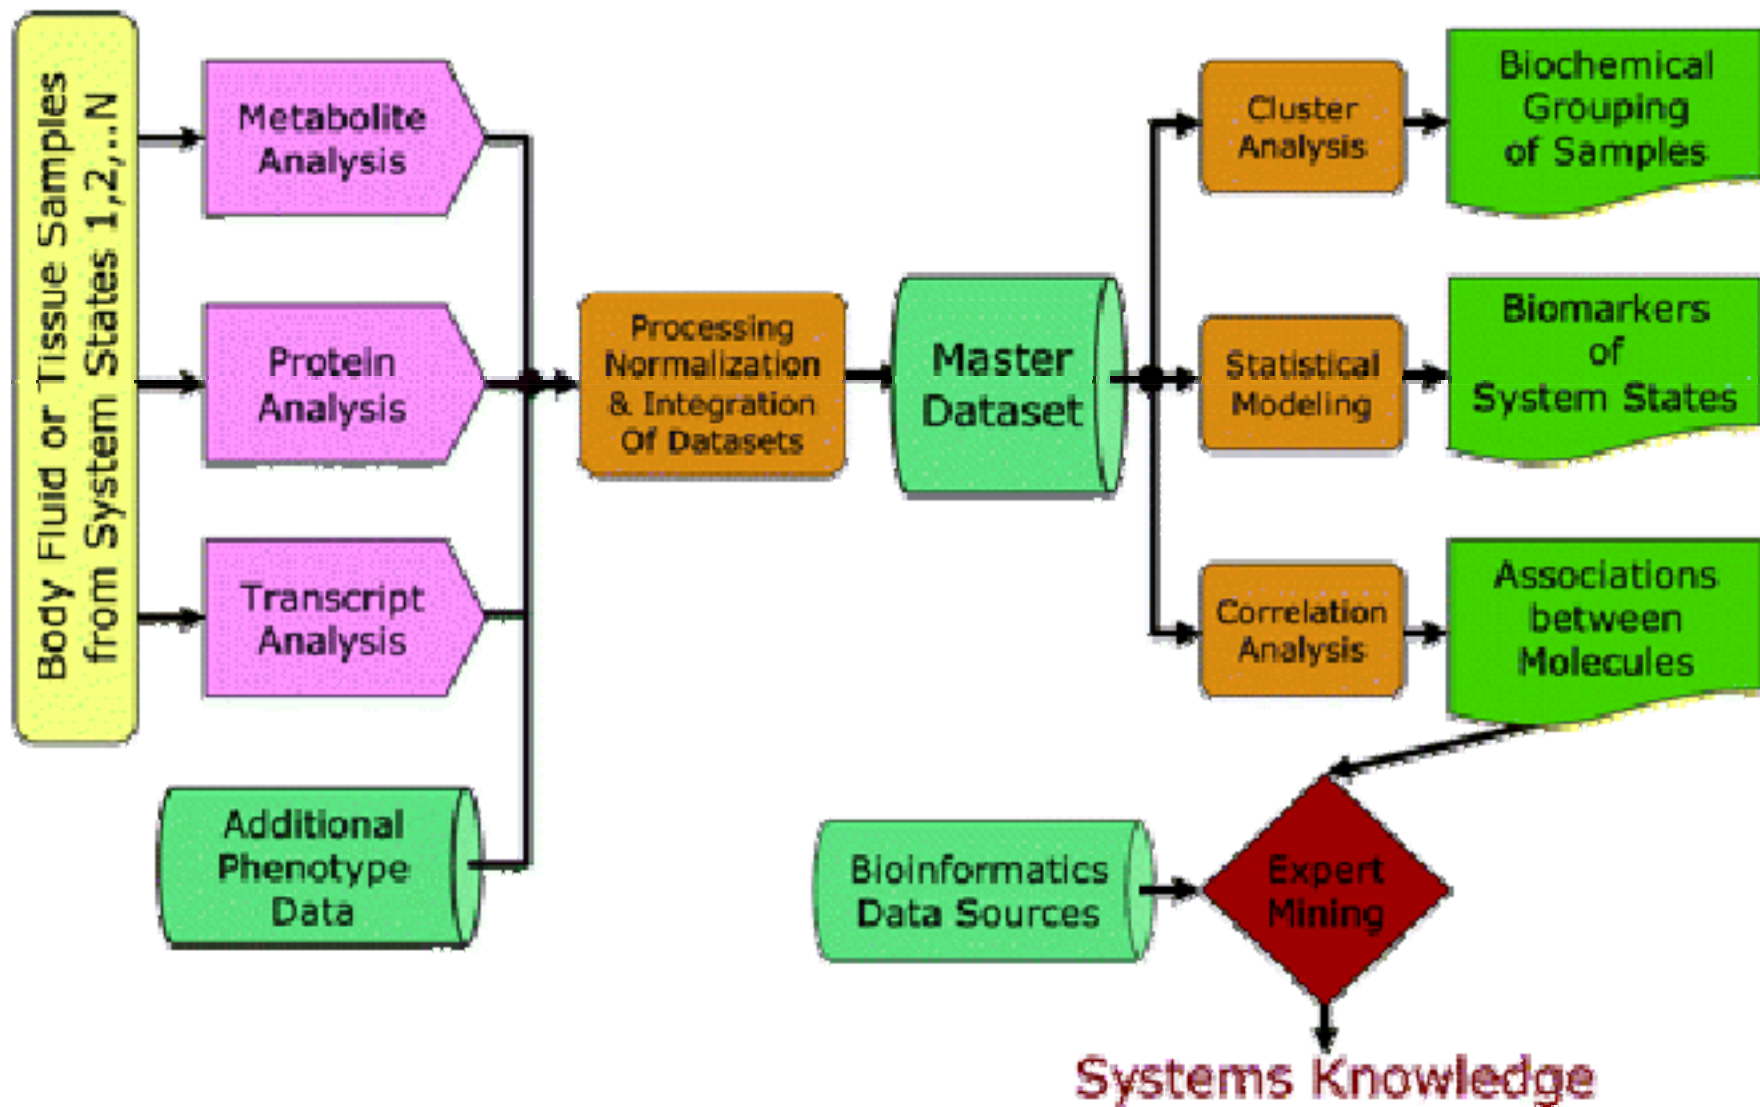 Body Fluid or Tissue Samples
from System States 1,2,..N
Metabolite
Analysis
Protein
Analysis
Transcript
Analysis
Additional
Phenotype
Data
Processing
Normalization
& Integration
Of Datasets
Master
Dataset
Cluster
Analysis
Statistical
Modeling
Correlation
Analysis
Biochemical
Grouping
of Samples
Biomarkers
of
System States
Associations
between
Molecules
Bioinformatics
Data Sources
Expert
Mining
Systems Knowledge